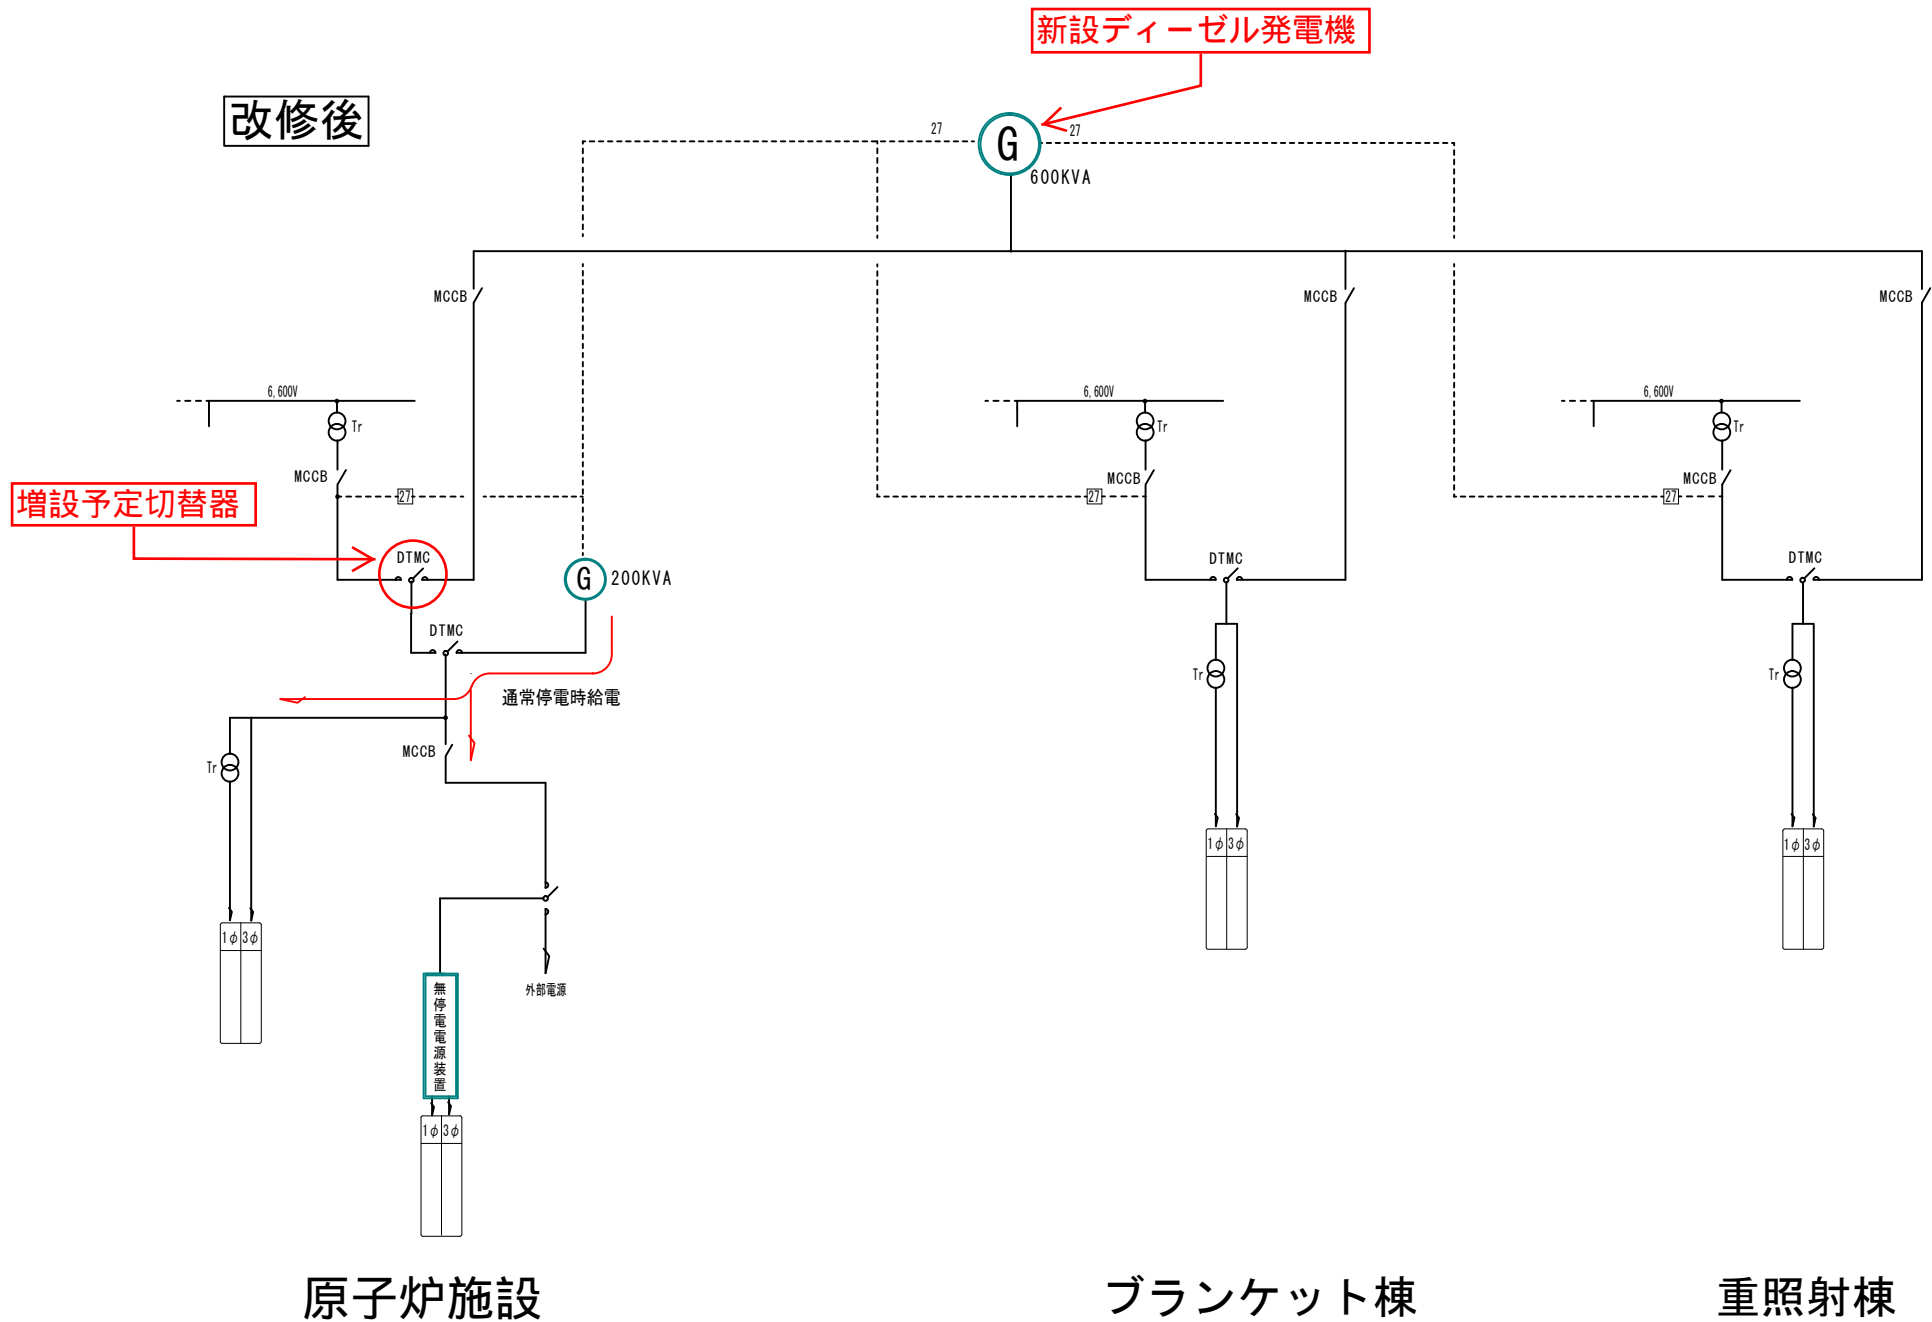 新設ディーゼル発電機
改修後
27
G
27
600KVA
MCCB
MCCB
MCCB
6,600V
6,600V
6,600V
Tr
Tr
Tr
MCCB
MCCB
MCCB
増設予定切替器
27
27
27
DTMC
DTMC
DTMC
G
200KVA
DTMC
Tr
Tr
通常停電時給電
MCCB
Tr
1φ 3φ
1φ 3φ
1φ 3φ
無停電電源装置
外部電源
1φ 3φ
原子炉施設
ブランケット棟
重照射棟